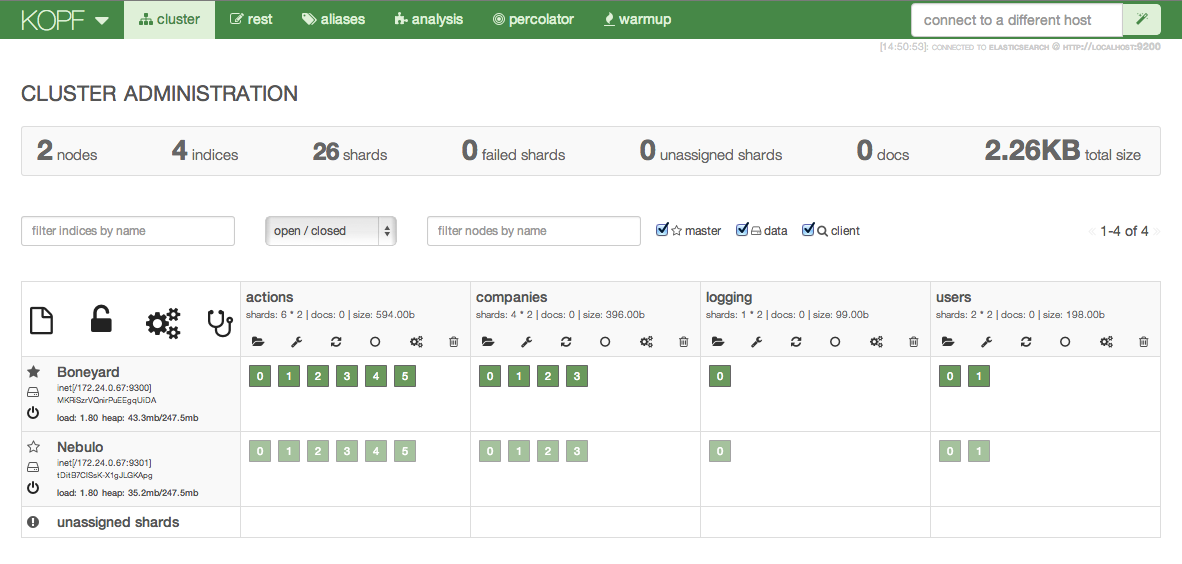 KOPF cluster rest aliases analysis percolator warmup connect to a different host
[14:50:53]: CONNECTED TO ELASTICSEARCH @ HTTP://LOCALHOST:9200
CLUSTER ADMINISTRATION
2 nodes 4 indices 26 shards 0 failed shards 0 unassigned shards 0 docs 2.26KB total size
filter indices by name open / closed filter nodes by name master data client « 1-4 of 4 »
actions companies logging users
shards: 6 * 2 | docs: 0 | size: 594.00b shards: 4 * 2 | docs: 0 | size: 396.00b shards: 1 * 2 | docs: 0 | size: 99.00b shards: 2 * 2 | docs: 0 | size: 198.00b
Boneyard 0 1 2 3 4 5 0 1 2 3 0 0 1
inet[/172.24.0.67:9300]
MKRiSzrVQnirPuEEgqUiDA
load: 1.80 heap: 43.3mb/247.5mb
Nebulo 0 1 2 3 4 5 0 1 2 3 0 0 1
inet[/172.24.0.67:9301]
load: 1.80 heap: 35.2mb/247.5mb
unassigned shards